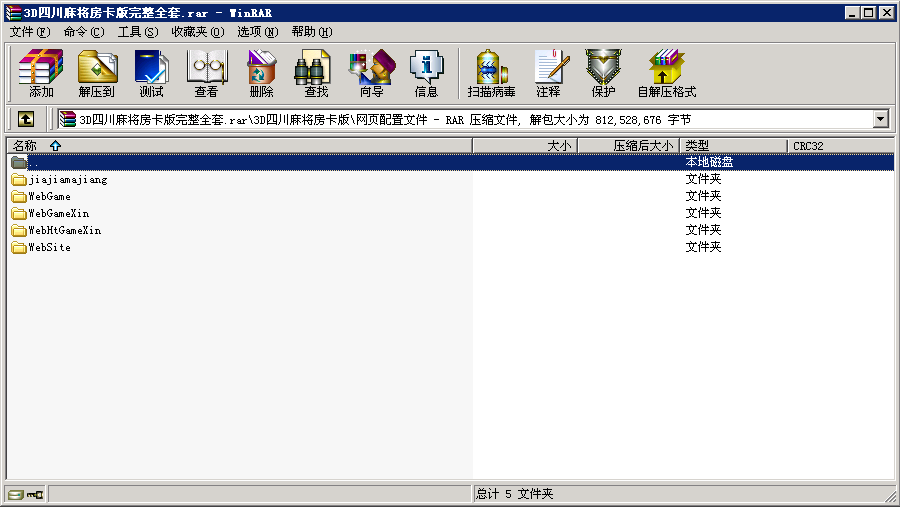 3D四川麻将房卡版完整全套.rar - WinRAR
文件(F) 命令(C) 工具(S) 收藏夹(O) 选项(N) 帮助(H)
添加 解压到 测试 查看 删除 查找 向导 信息 扫描病毒 注释 保护 自解压格式
3D四川麻将房卡版完整全套.rar\3D四川麻将房卡版\网页配置文件 - RAR 压缩文件, 解包大小为 812,528,676 字节
名称 大小 压缩后大小 类型 CRC32
.. 本地磁盘
jiajiamajiang 文件夹
WebGame 文件夹
WebGameXin 文件夹
WebHtGameXin 文件夹
WebSite 文件夹
总计 5 文件夹